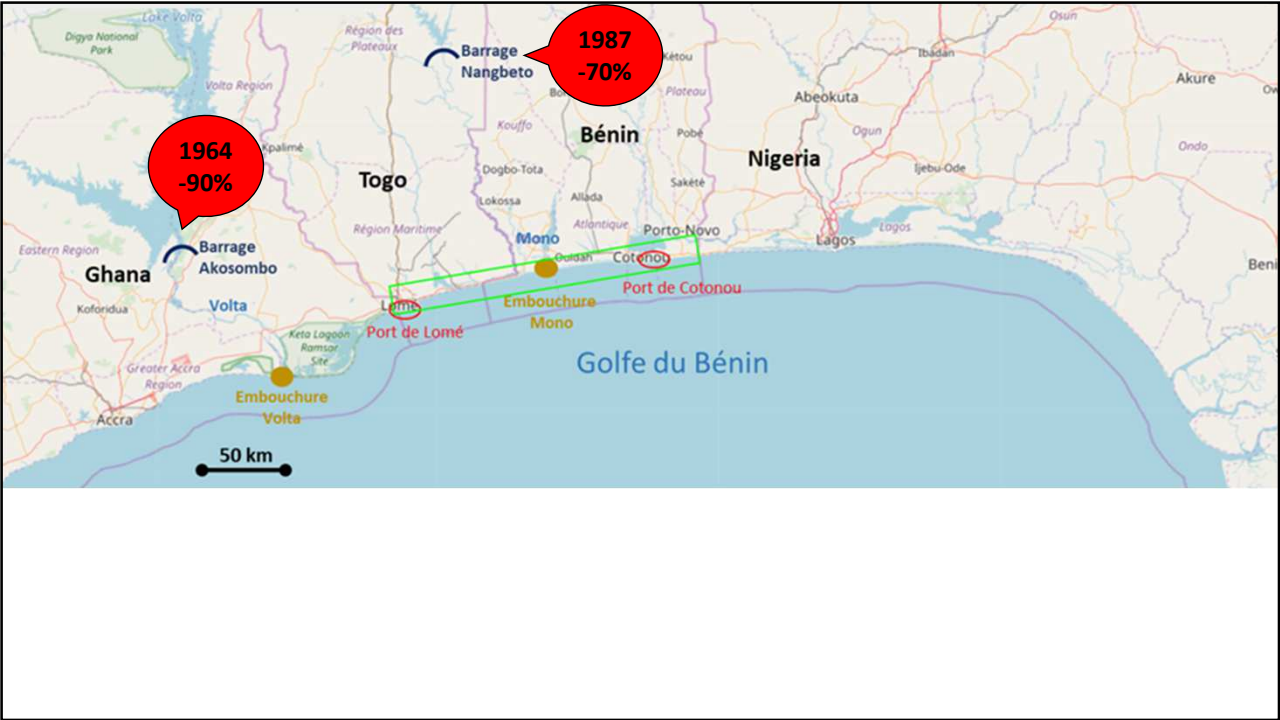 Lake Volta
Digya National
Park
Région des
Plateaux
Barrage
Nangbeto
1987
-70%
Kétou
Plateau
Osun
Ibadan
Akure
Abeokuta
Volta Region
Kouffo
Bénin
Pobè
Ogun
Ondo
1964
-90%
Kpalimé
Togo
Dogbo-Tota
Nigeria
Ijebu-Ode
Sakété
Lokossa
Allada
Région Maritime
Atlantique
Porto-Novo
Lagos
Lagos
Eastern Region
Barrage
Akosombo
Ghana
Mono
Ouidah
Cotonou
Port de Cotonou
Koforidua
Volta
Lomé
Embouchure
Mono
Port de Lomé
Keta Lagoon
Ramsar
Site
Golfe du Bénin
Greater Accra
Region
Embouchure
Volta
Accra
50 km